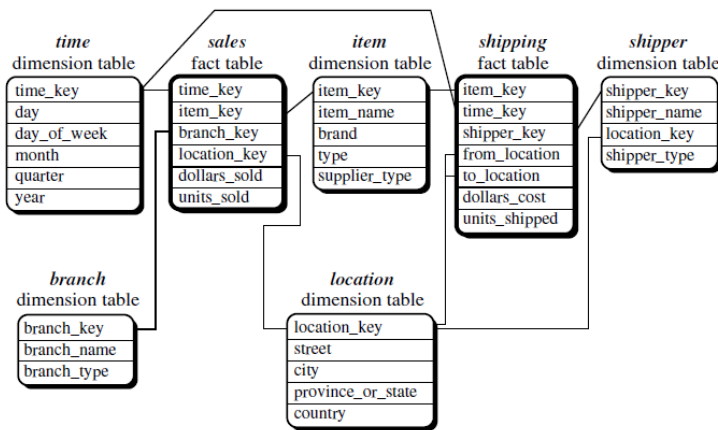 time
dimension table
time_key
day
day_of_week
month
quarter
year
sales
fact table
time_key
item_key
branch_key
location_key
dollars_sold
units_sold
item
dimension table
item_key
item_name
brand
type
supplier_type
shipping
fact table
item_key
time_key
shipper_key
from_location
to_location
dollars_cost
units_shipped
shipper
dimension table
shipper_key
shipper_name
location_key
shipper_type
branch
dimension table
branch_key
branch_name
branch_type
location
dimension table
location_key
street
city
province_or_state
country